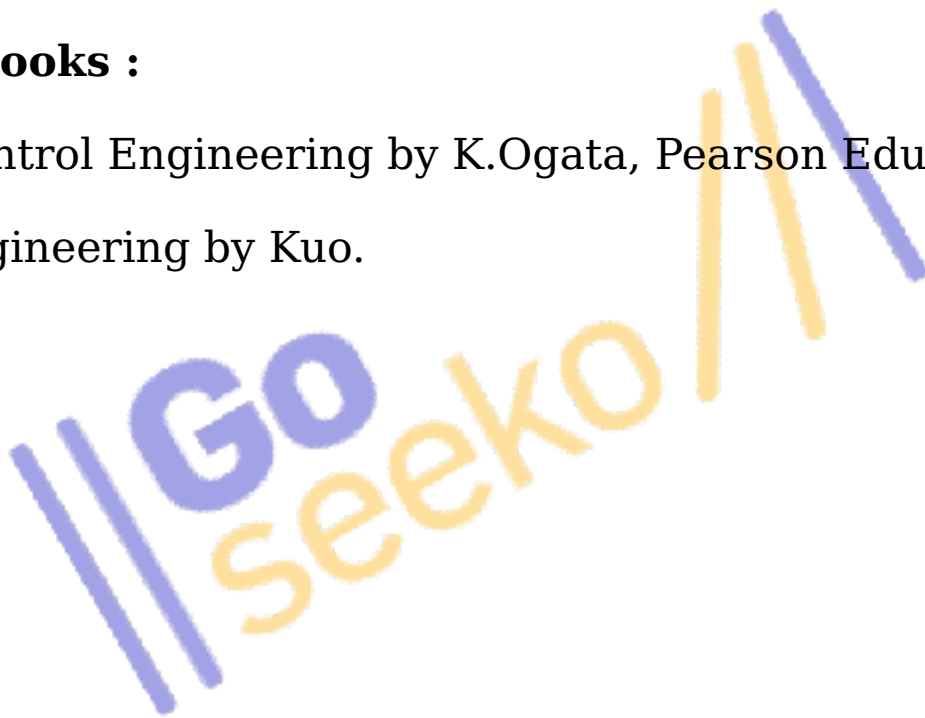 ooks :
ntrol Engineering by K.Ogata, Pearson Edu
gineering by Kuo.
Go
seeko